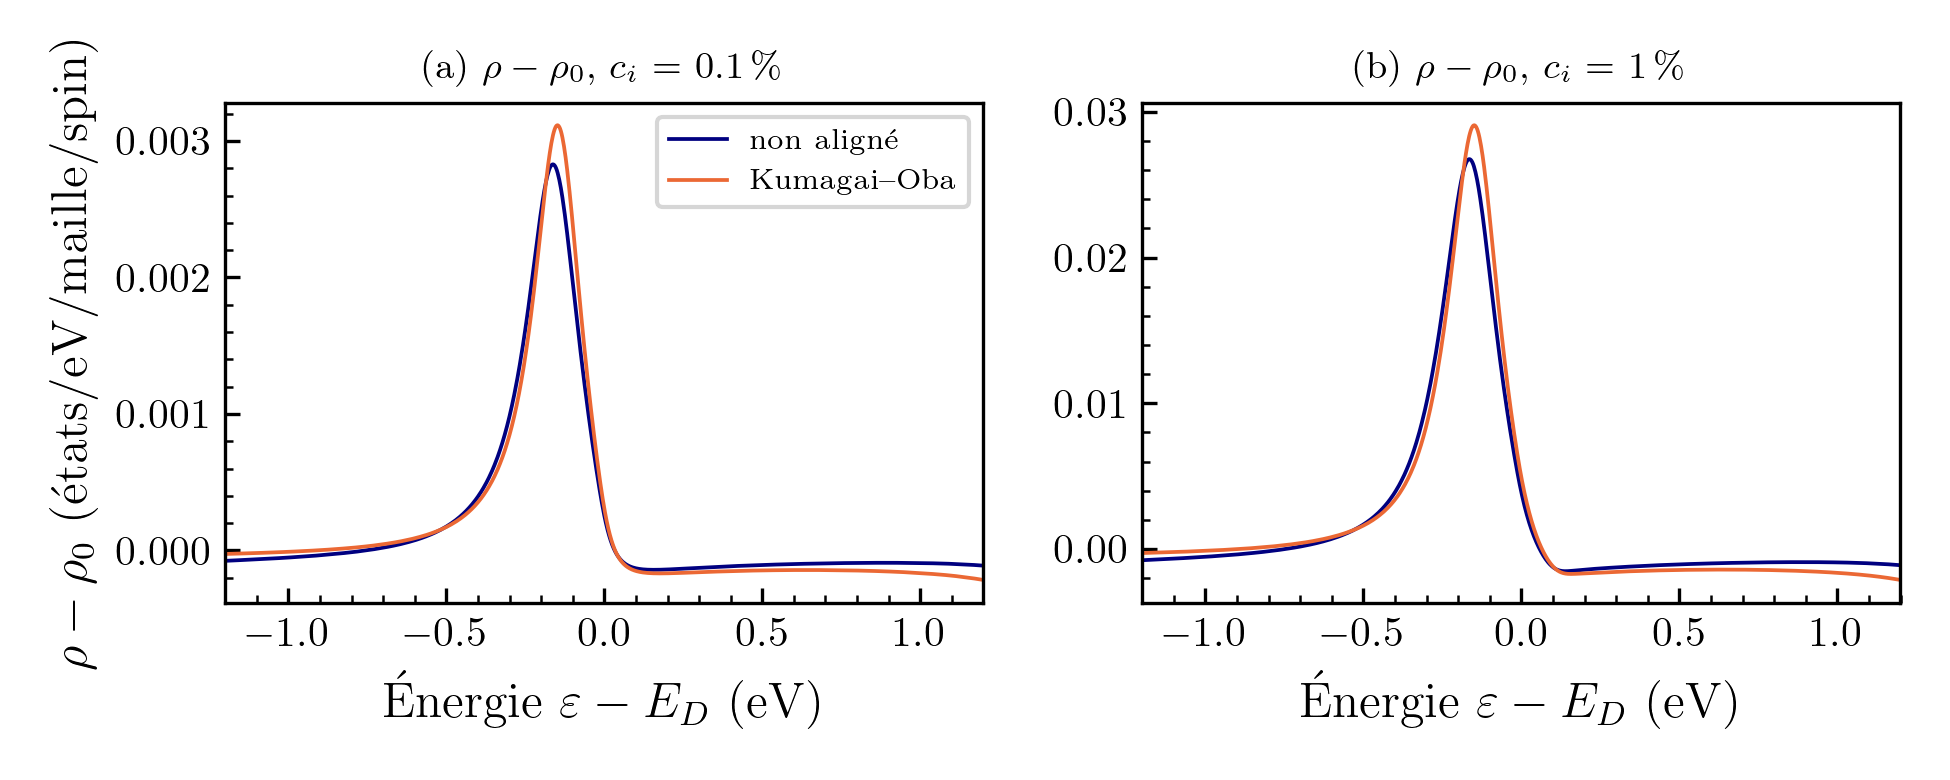 (a) ρ − ρ₀, cᵢ = 0.1 %
ρ − ρ₀ (états/eV/maille/spin)
0.003
0.002
0.001
0.000
non aligné
Kumagai–Oba
−1.0 −0.5 0.0 0.5 1.0
Énergie ε − E_D (eV)
(b) ρ − ρ₀, cᵢ = 1 %
0.03
0.02
0.01
0.00
−1.0 −0.5 0.0 0.5 1.0
Énergie ε − E_D (eV)